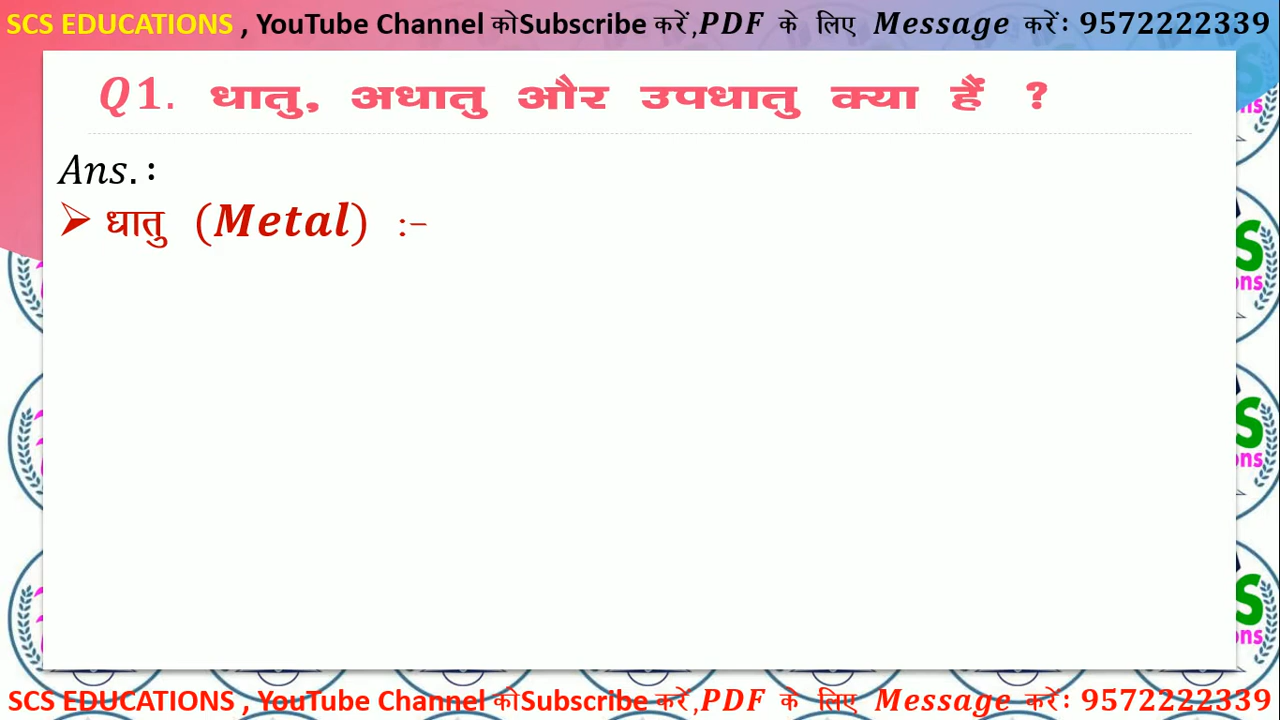 SCS EDUCATIONS , YouTube Channel कोSubscribe करें,PDF के लिए Message करें: 9572222339
Q1. धातु, अधातु और उपधातु क्या हैं ?
Ans.:
➢ धातु (Metal) :-
SCS EDUCATIONS , YouTube Channel कोSubscribe करें,PDF के लिए Message करें: 9572222339